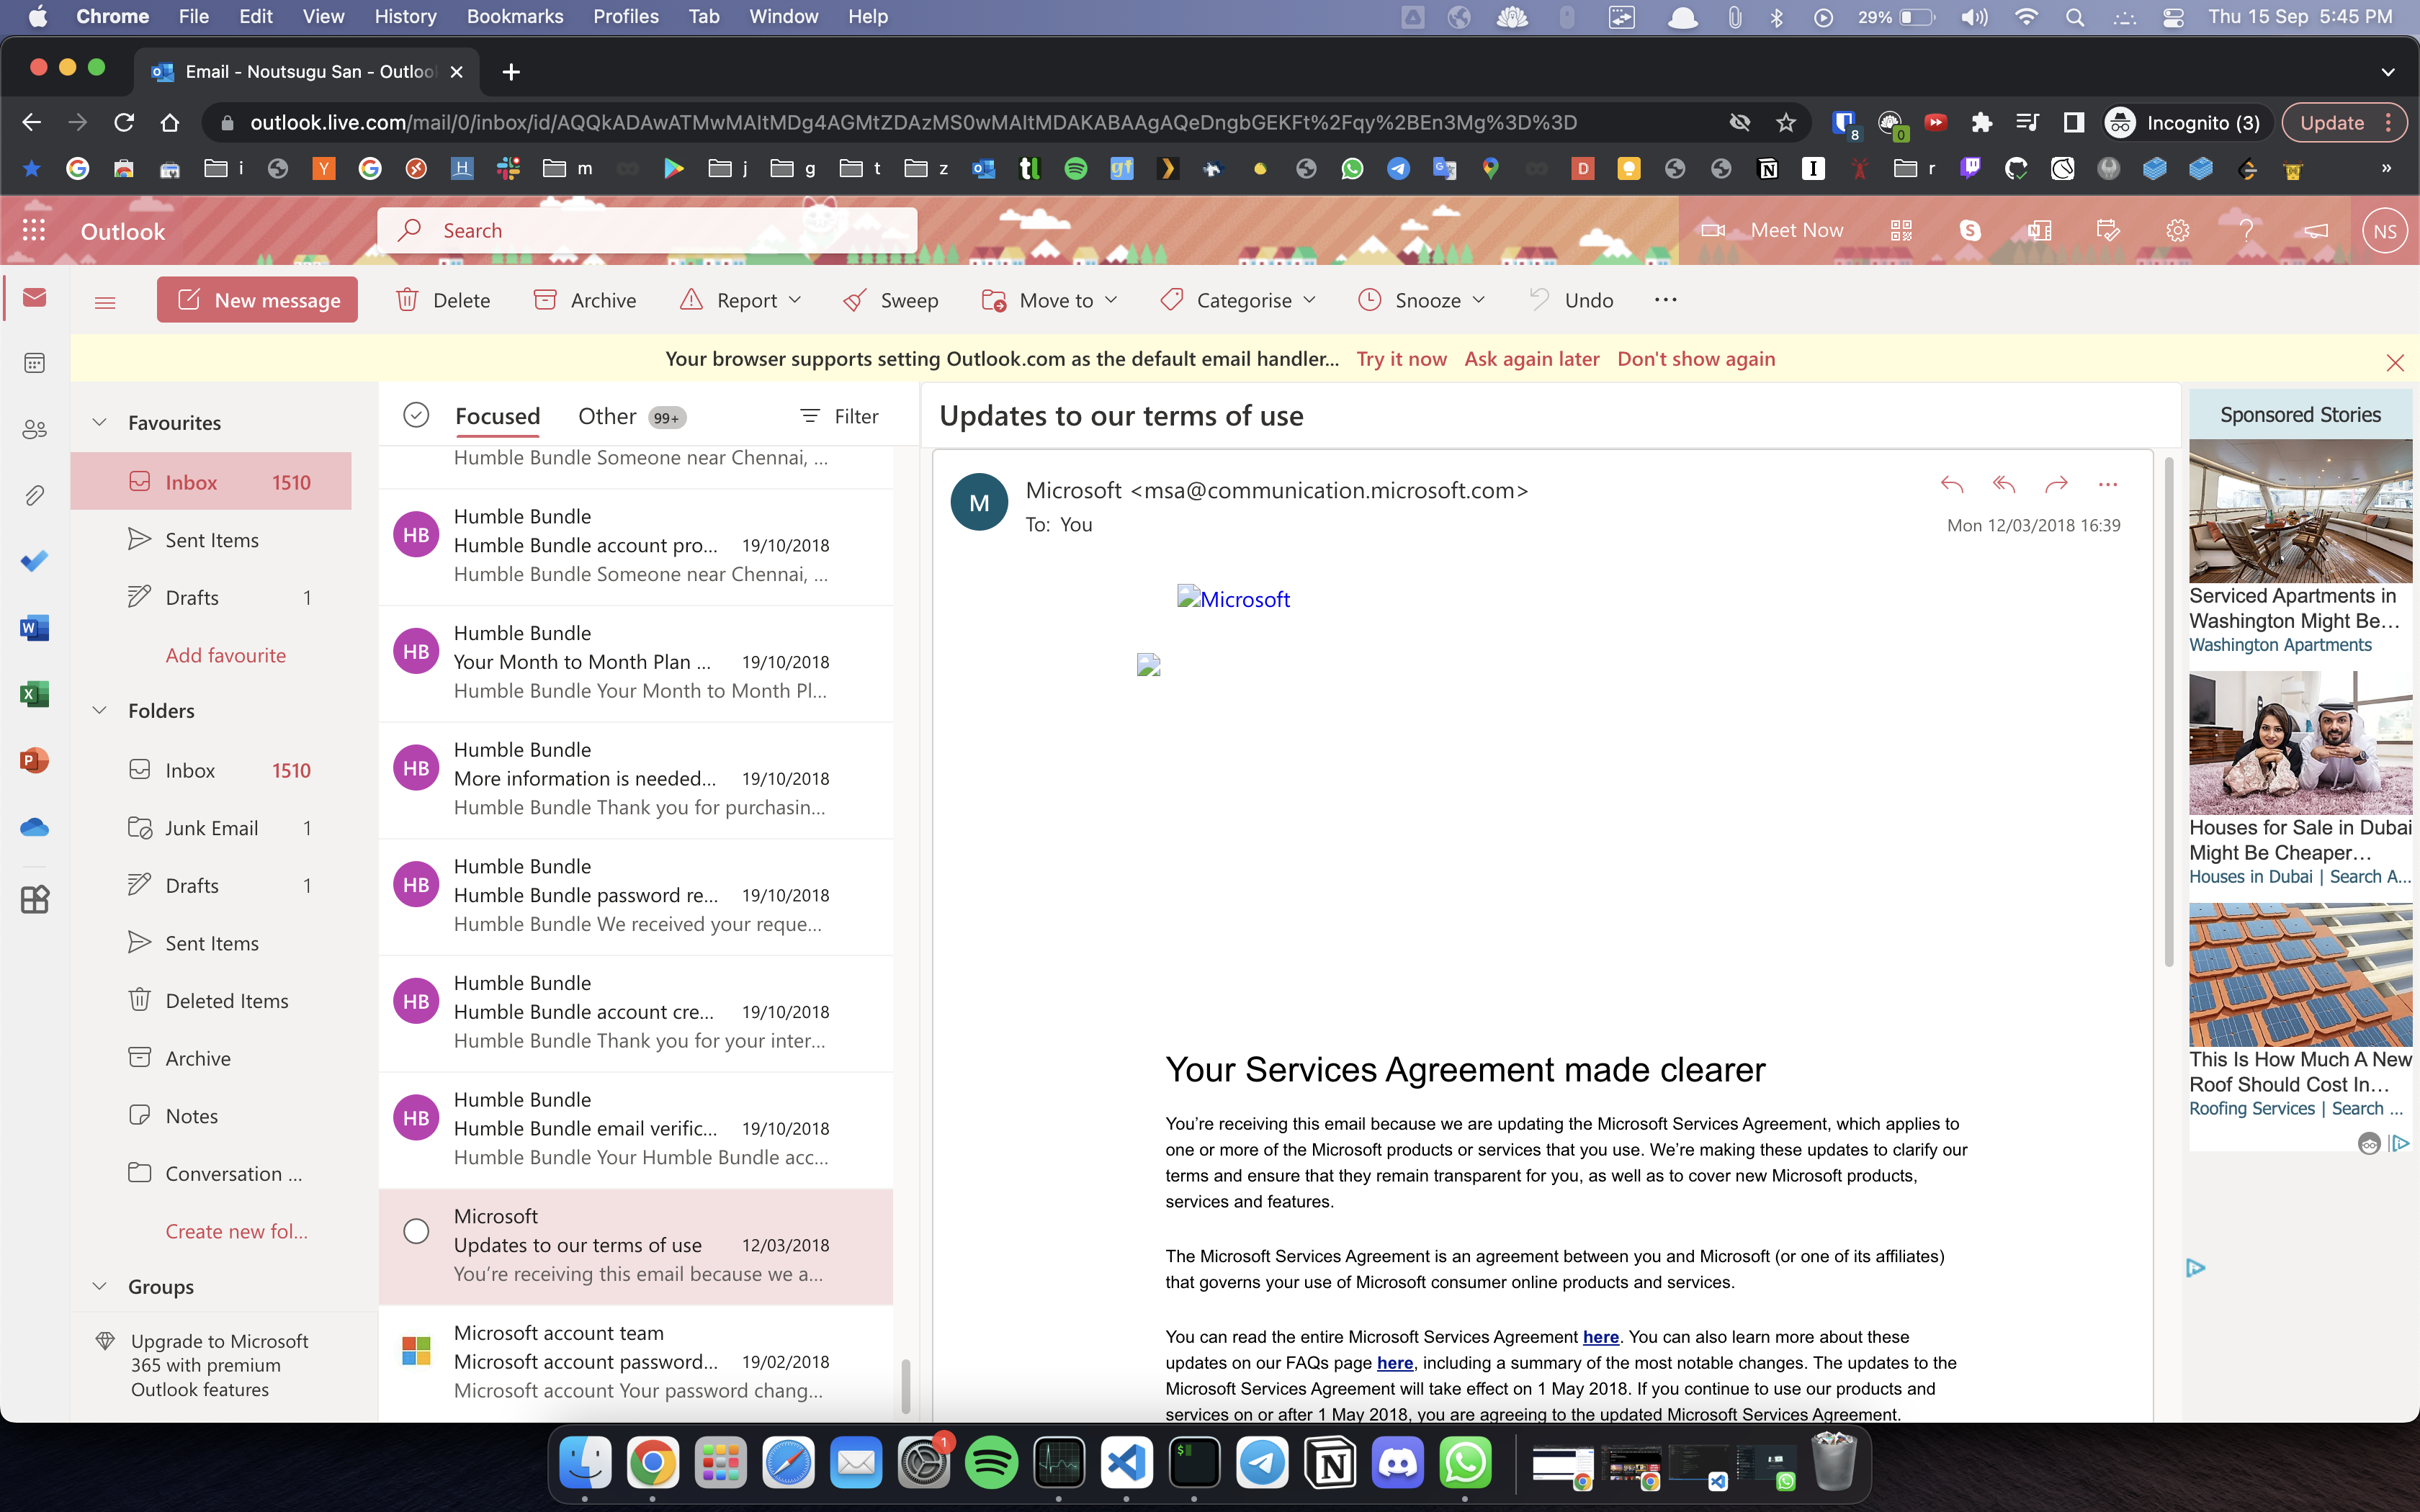 Chrome File Edit View History Bookmarks Profiles Tab Window Help 29% Thu 15 Sep 5:45 PM
Email - Noutsugu San - Outloo
outlook.live.com/mail/0/inbox/id/AQQkADAwATMwMAItMDg4AGMtZDAzMS0wMAItMDAKABAAgAQeDngbGEKFt%2Fqy%2BEn3Mg%3D%3D 8 0 Incognito (3) Update
i m j g t z r
Outlook Search Meet Now NS
New message Delete Archive Report Sweep Move to Categorise Snooze Undo
Your browser supports setting Outlook.com as the default email handler... Try it now Ask again later Don't show again
Favourites
Inbox 1510
Sent Items
Drafts 1
Add favourite
Folders
Inbox 1510
Junk Email 1
Drafts 1
Sent Items
Deleted Items
Archive
Notes
Conversation ...
Create new fol...
Groups
Upgrade to Microsoft
365 with premium
Outlook features
Focused Other 99+ Filter
Humble Bundle Someone near Chennai, ...
HB
Humble Bundle
Humble Bundle account pro... 19/10/2018
Humble Bundle Someone near Chennai, ...
HB
Humble Bundle
Your Month to Month Plan ... 19/10/2018
Humble Bundle Your Month to Month Pl...
HB
Humble Bundle
More information is needed... 19/10/2018
Humble Bundle Thank you for purchasin...
HB
Humble Bundle
Humble Bundle password re... 19/10/2018
Humble Bundle We received your reque...
HB
Humble Bundle
Humble Bundle account cre... 19/10/2018
Humble Bundle Thank you for your inter...
HB
Humble Bundle
Humble Bundle email verific... 19/10/2018
Humble Bundle Your Humble Bundle acc...
Microsoft
Updates to our terms of use 12/03/2018
You're receiving this email because we a...
Microsoft account team
Microsoft account password... 19/02/2018
Microsoft account Your password chang...
Updates to our terms of use
M
Microsoft <msa@communication.microsoft.com>
To: You
Mon 12/03/2018 16:39
Microsoft
Your Services Agreement made clearer
You're receiving this email because we are updating the Microsoft Services Agreement, which applies to
one or more of the Microsoft products or services that you use. We're making these updates to clarify our
terms and ensure that they remain transparent for you, as well as to cover new Microsoft products,
services and features.
The Microsoft Services Agreement is an agreement between you and Microsoft (or one of its affiliates)
that governs your use of Microsoft consumer online products and services.
You can read the entire Microsoft Services Agreement here. You can also learn more about these
updates on our FAQs page here, including a summary of the most notable changes. The updates to the
Microsoft Services Agreement will take effect on 1 May 2018. If you continue to use our products and
services on or after 1 May 2018, you are agreeing to the updated Microsoft Services Agreement.
Sponsored Stories
Serviced Apartments in
Washington Might Be...
Washington Apartments
Houses for Sale in Dubai
Might Be Cheaper...
Houses in Dubai | Search A...
This Is How Much A New
Roof Should Cost In...
Roofing Services | Search ...
1